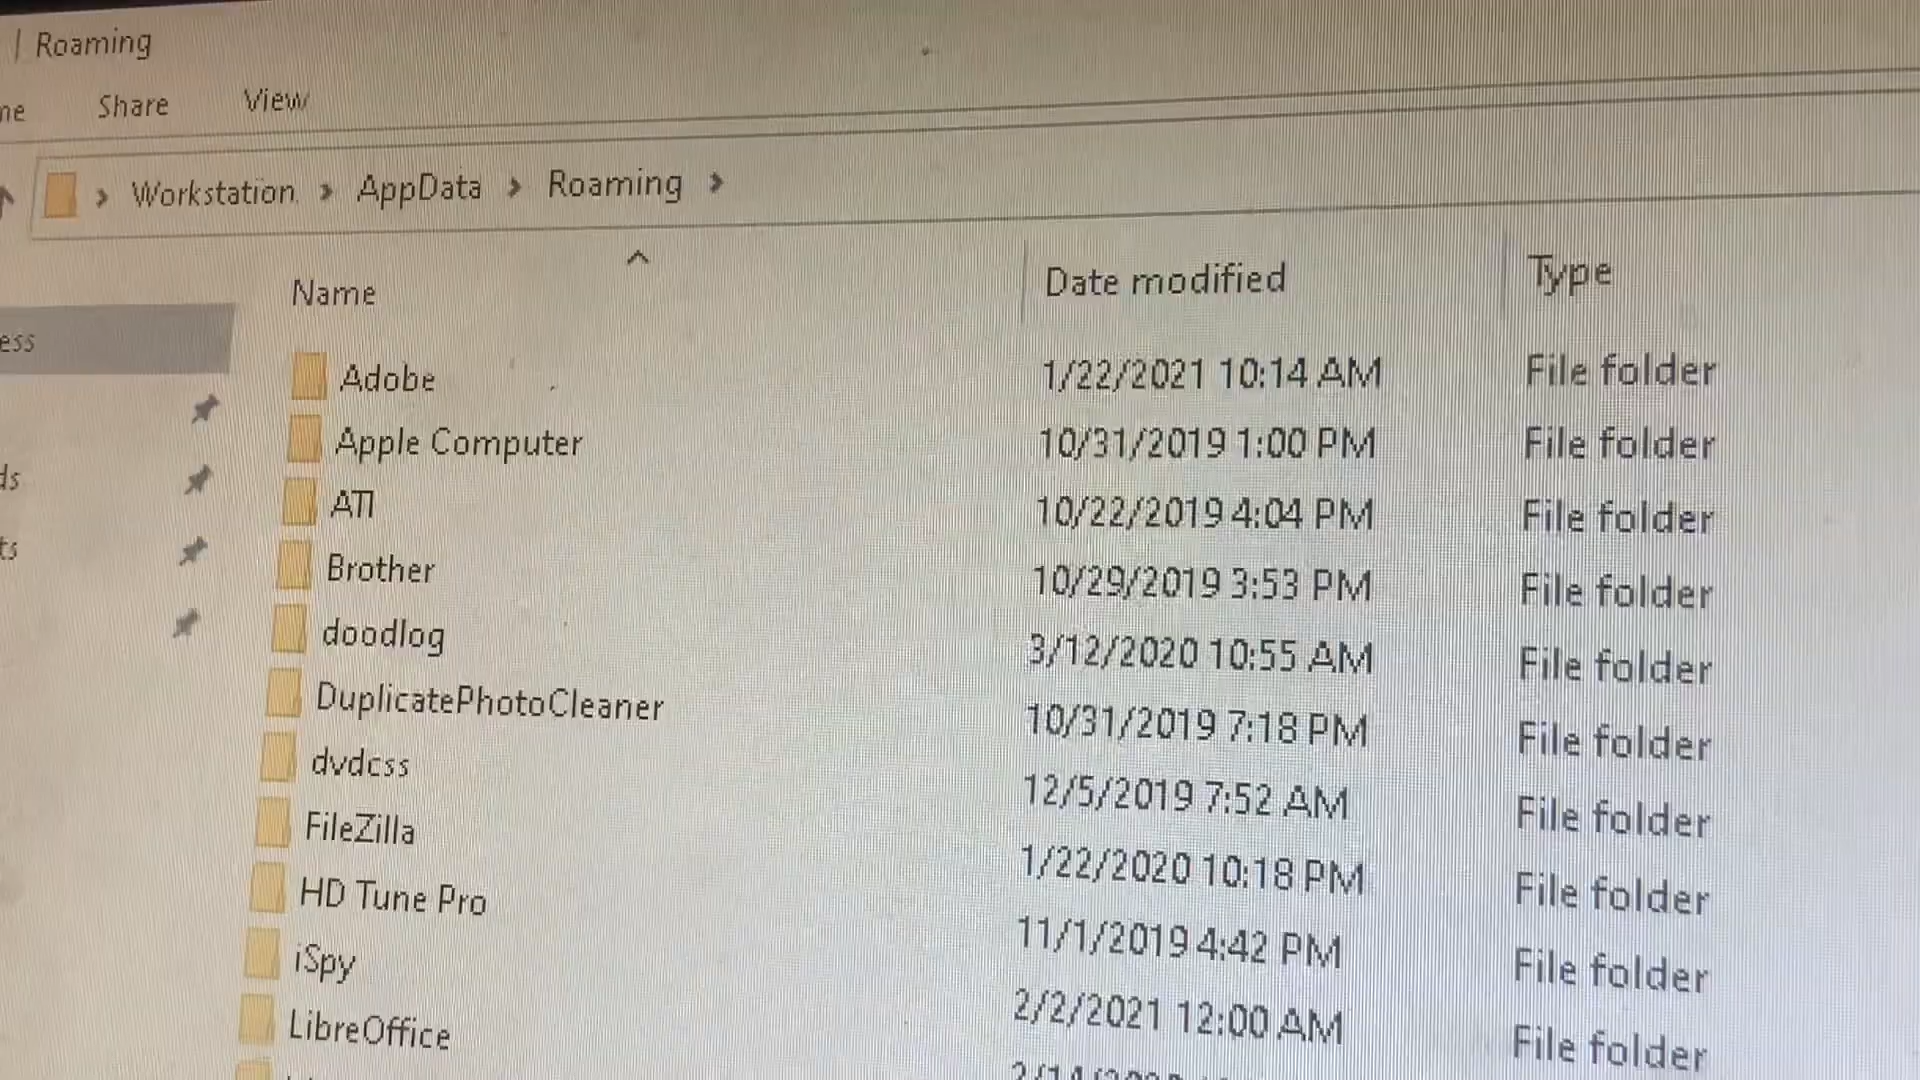 | Roaming
me Share View
> Workstation > AppData > Roaming >
Name Date modified Type
ess
Adobe 1/22/2021 10:14 AM File folder
Apple Computer 10/31/2019 1:00 PM File folder
ds
ATI 10/22/2019 4:04 PM File folder
ts
Brother 10/29/2019 3:53 PM File folder
doodlog 3/12/2020 10:55 AM File folder
DuplicatePhotoCleaner 10/31/2019 7:18 PM File folder
dvdcss 12/5/2019 7:52 AM File folder
FileZilla 1/22/2020 10:18 PM File folder
HD Tune Pro 11/1/2019 4:42 PM File folder
iSpy 2/2/2021 12:00 AM File folder
LibreOffice